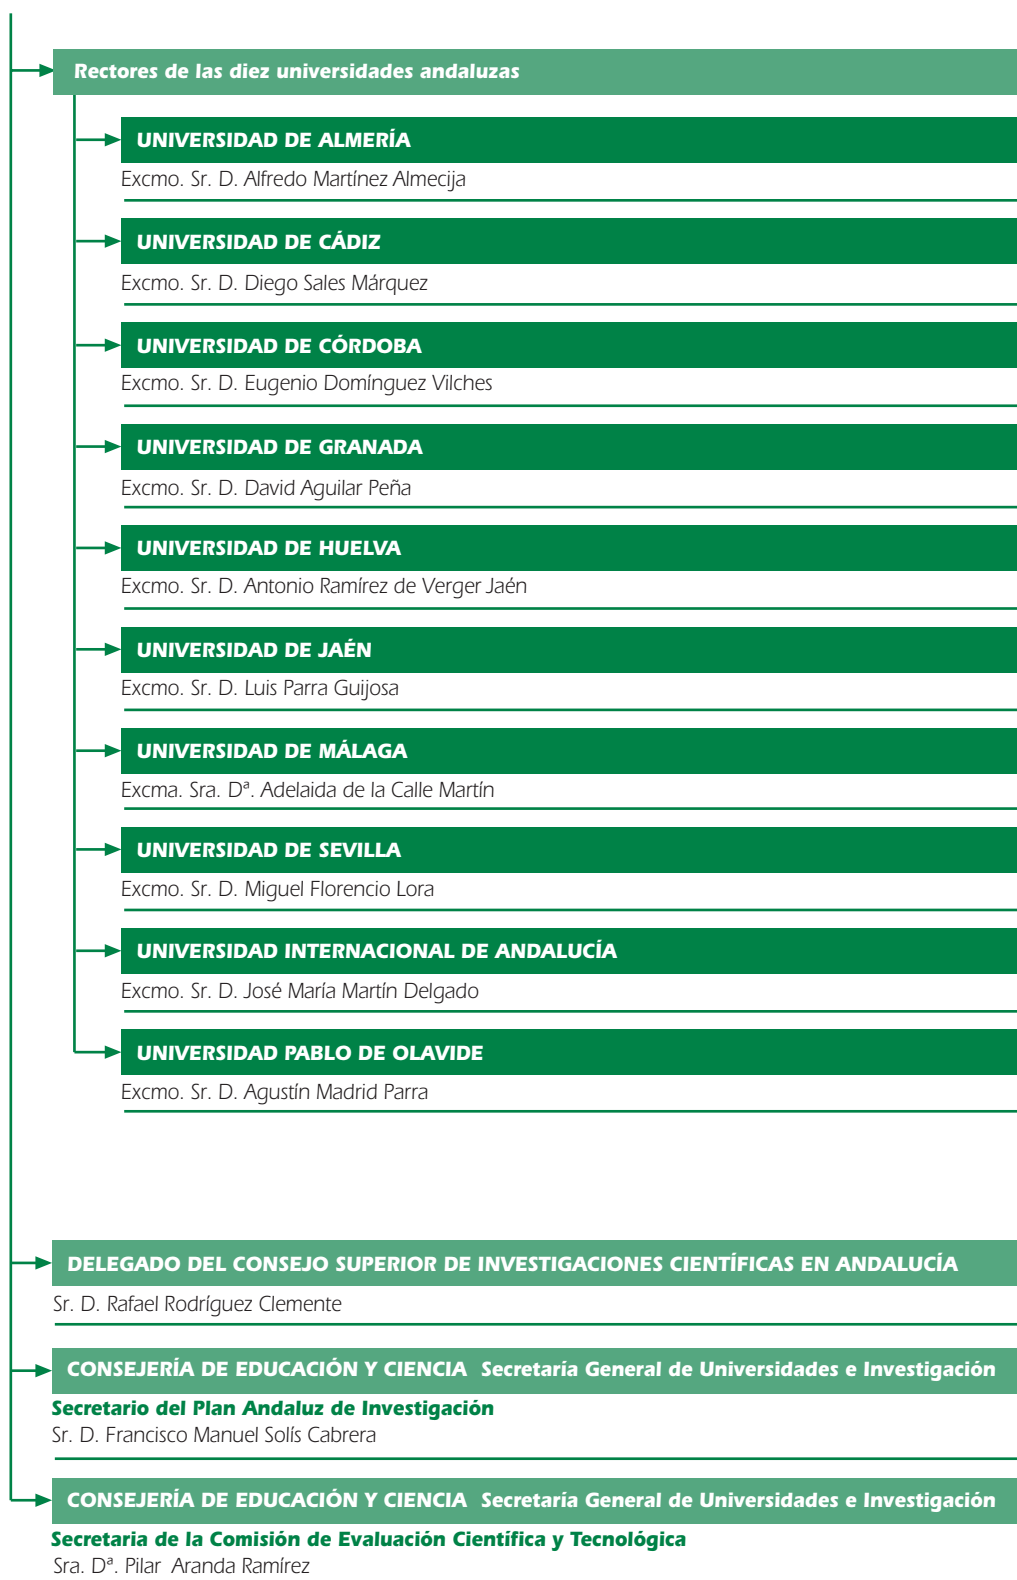 Rectores de las diez universidades andaluzas
UNIVERSIDAD DE ALMERÍA
Excmo. Sr. D. Alfredo Martínez Almecija
UNIVERSIDAD DE CÁDIZ
Excmo. Sr. D. Diego Sales Márquez
UNIVERSIDAD DE CÓRDOBA
Excmo. Sr. D. Eugenio Domínguez Vilches
UNIVERSIDAD DE GRANADA
Excmo. Sr. D. David Aguilar Peña
UNIVERSIDAD DE HUELVA
Excmo. Sr. D. Antonio Ramírez de Verger Jaén
UNIVERSIDAD DE JAÉN
Excmo. Sr. D. Luis Parra Guijosa
UNIVERSIDAD DE MÁLAGA
Excma. Sra. Dª. Adelaida de la Calle Martín
UNIVERSIDAD DE SEVILLA
Excmo. Sr. D. Miguel Florencio Lora
UNIVERSIDAD INTERNACIONAL DE ANDALUCÍA
Excmo. Sr. D. José María Martín Delgado
UNIVERSIDAD PABLO DE OLAVIDE
Excmo. Sr. D. Agustín Madrid Parra
DELEGADO DEL CONSEJO SUPERIOR DE INVESTIGACIONES CIENTÍFICAS EN ANDALUCÍA
Sr. D. Rafael Rodríguez Clemente
CONSEJERÍA DE EDUCACIÓN Y CIENCIA Secretaría General de Universidades e Investigación
Secretario del Plan Andaluz de Investigación
Sr. D. Francisco Manuel Solís Cabrera
CONSEJERÍA DE EDUCACIÓN Y CIENCIA Secretaría General de Universidades e Investigación
Secretaria de la Comisión de Evaluación Científica y Tecnológica
Sra. Dª. Pilar Aranda Ramírez